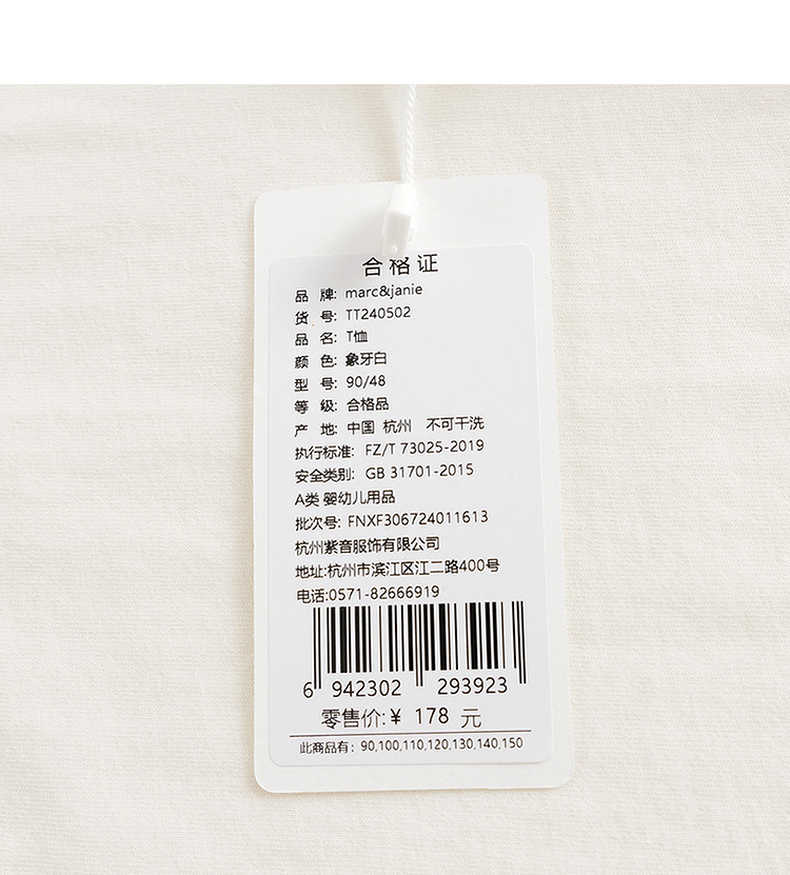 合格证
品 牌: marc&janie
货 号: TT240502
品 名: T恤
颜 色: 象牙白
型 号: 90/48
等 级: 合格品
产 地: 中国 杭州 不可干洗
执行标准: FZ/T 73025-2019
安全类别: GB 31701-2015
A类 婴幼儿用品
批次号: FNXF306724011613
杭州紫音服饰有限公司
地址:杭州市滨江区江二路400号
电话:0571-82666919
6 942302 293923
零售价:¥ 178 元
此商品有: 90,100,110,120,130,140,150